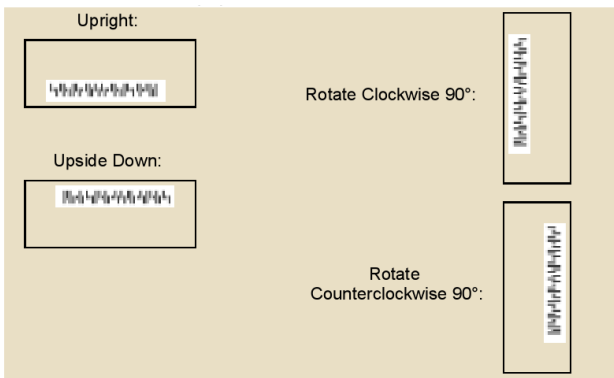 Upright:
Upside Down:
Rotate Clockwise 90°:
Rotate
Counterclockwise 90°: